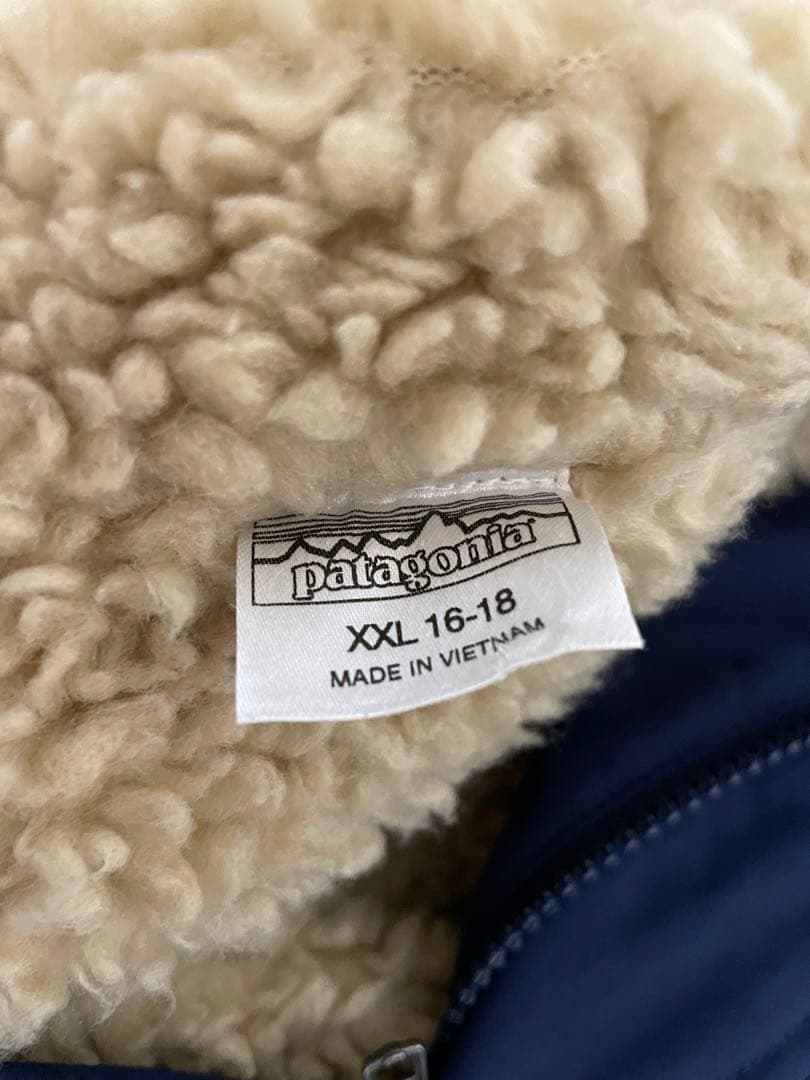 patagonia
XXL 16-18
MADE IN VIETNAM